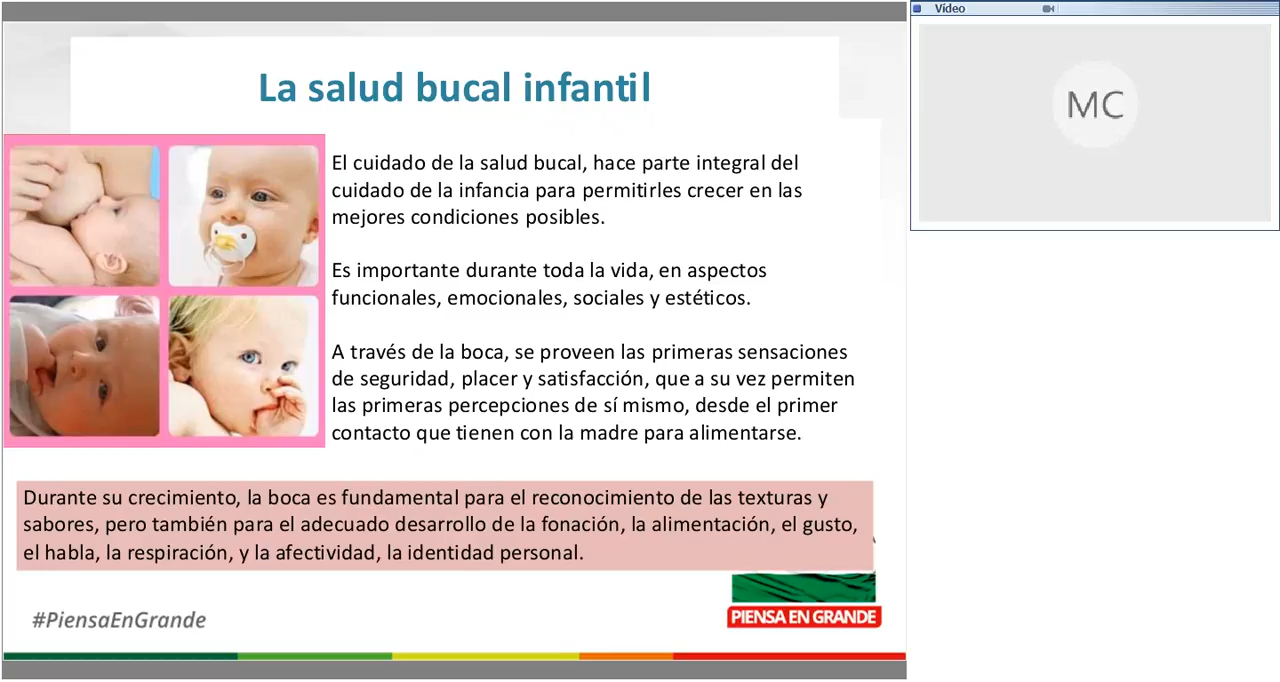 Vídeo
MC
La salud bucal infantil
El cuidado de la salud bucal, hace parte integral del
cuidado de la infancia para permitirles crecer en las
mejores condiciones posibles.
Es importante durante toda la vida, en aspectos
funcionales, emocionales, sociales y estéticos.
A través de la boca, se proveen las primeras sensaciones
de seguridad, placer y satisfacción, que a su vez permiten
las primeras percepciones de sí mismo, desde el primer
contacto que tienen con la madre para alimentarse.
Durante su crecimiento, la boca es fundamental para el reconocimiento de las texturas y
sabores, pero también para el adecuado desarrollo de la fonación, la alimentación, el gusto,
el habla, la respiración, y la afectividad, la identidad personal.
#PiensaEnGrande
PIENSA EN GRANDE